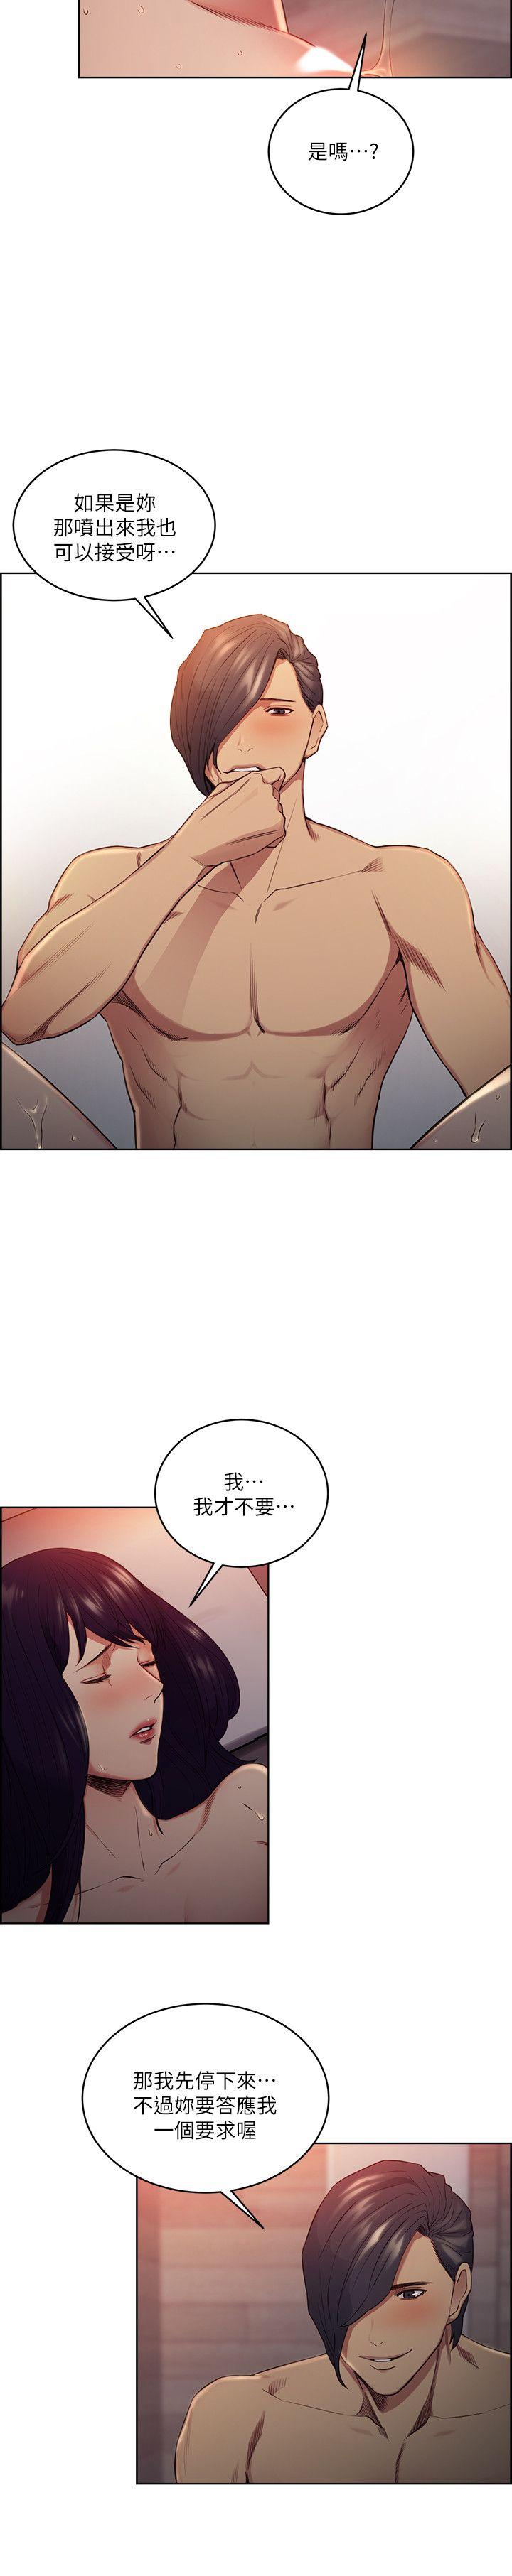 是嗎⋯?
如果是妳
那噴出來我也
可以接受呀⋯
我⋯
我才不要⋯
那我先停下來⋯
不過妳要答應我
一個要求喔